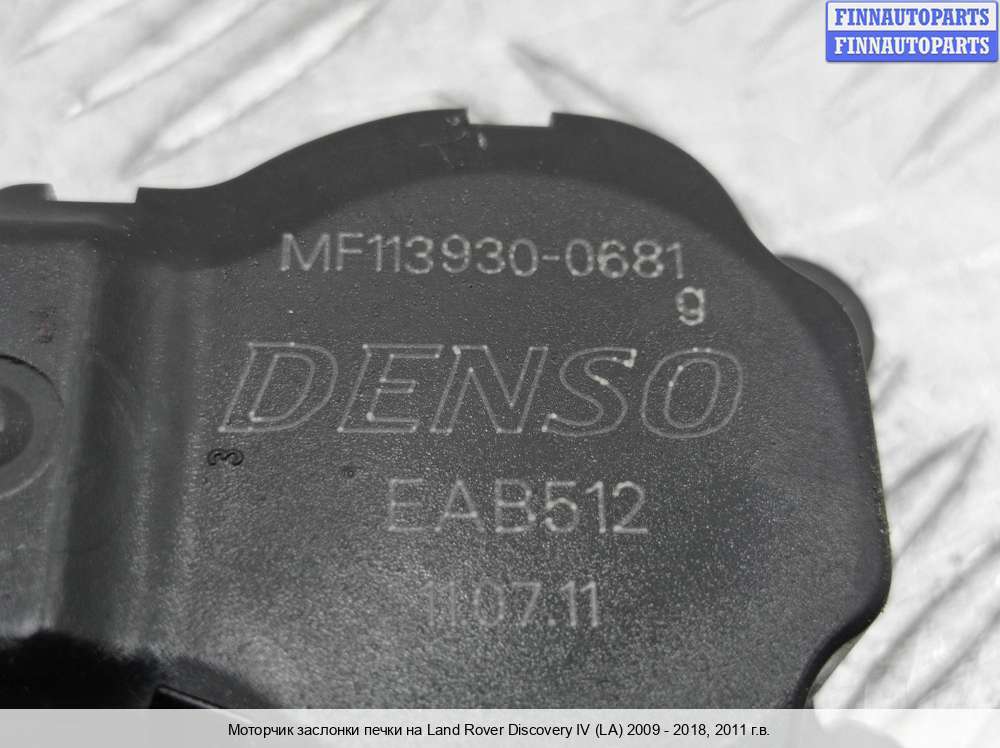 FINNAUTOPARTS
FINNAUTOPARTS
MF113930-0681
g
DENSO
3
EAB512
11.07.11
Моторчик заслонки печки на Land Rover Discovery IV (LA) 2009 - 2018, 2011 г.в.